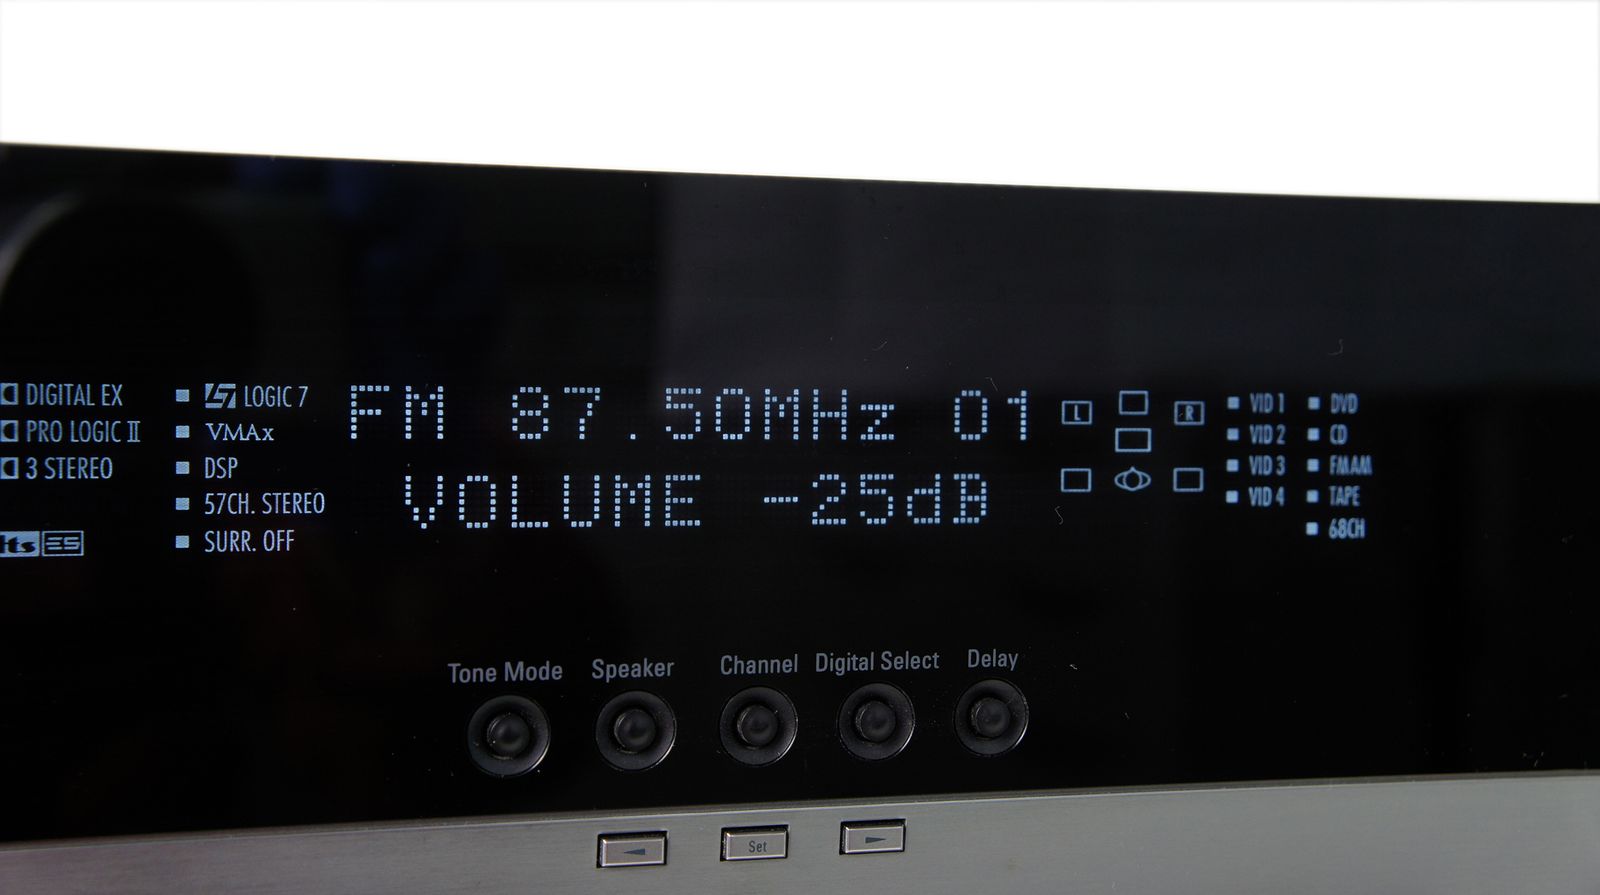 DIGITAL EX
PRO LOGIC II
3 STEREO
dts ES
LOGIC 7
VMAx
DSP
57CH. STEREO
SURR. OFF
FM 87.50MHz 01
VOLUME -25dB
L R
VID 1
VID 2
VID 3
VID 4
DVD
CD
FMAM
TAPE
68CH
Tone Mode Speaker Channel Digital Select Delay
Set